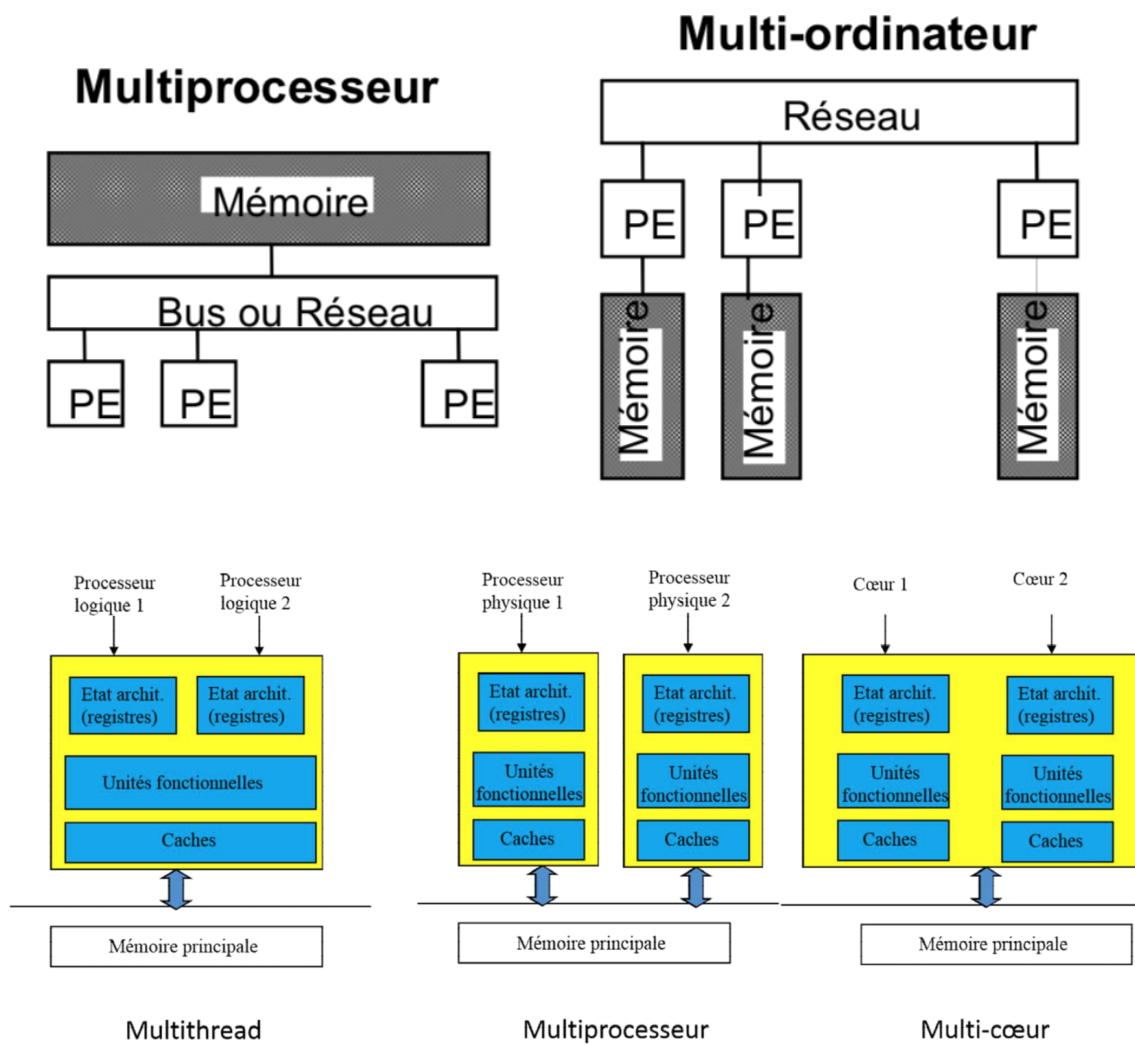 Multiprocesseur
Mémoire
Bus ou Réseau
PE
PE
PE
Multi-ordinateur
Réseau
PE
PE
PE
Mémoire
Mémoire
Mémoire
Processeur
logique 1
Processeur
logique 2
Etat archit.
(registres)
Etat archit.
(registres)
Unités fonctionnelles
Caches
Mémoire principale
Multithread
Processeur
physique 1
Processeur
physique 2
Etat archit.
(registres)
Etat archit.
(registres)
Unités
fonctionnelles
Unités
fonctionnelles
Caches
Caches
Mémoire principale
Multiprocesseur
Cœur 1
Cœur 2
Etat archit.
(registres)
Etat archit.
(registres)
Unités
fonctionnelles
Unités
fonctionnelles
Caches
Caches
Mémoire principale
Multi-cœur